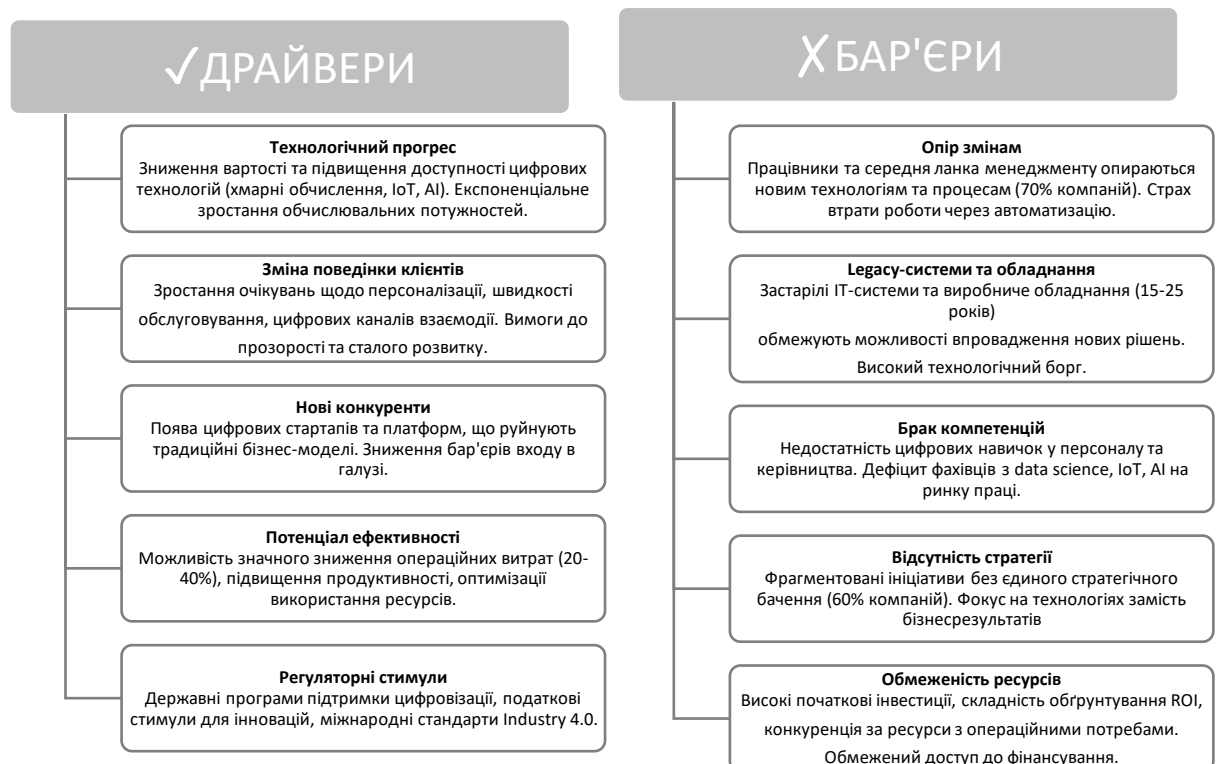 ✓ДРАЙВЕРИ
Технологічний прогрес
Зниження вартості та підвищення доступності цифрових
технологій (хмарні обчислення, IoT, AI). Експоненціальне
зростання обчислювальних потужностей.
Зміна поведінки клієнтів
Зростання очікувань щодо персоналізації, швидкості
обслуговування, цифрових каналів взаємодії. Вимоги до
прозорості та сталого розвитку.
Нові конкуренти
Поява цифрових стартапів та платформ, що руйнують
традиційні бізнес-моделі. Зниження бар'єрів входу в
галузі.
Потенціал ефективності
Можливість значного зниження операційних витрат (20-
40%), підвищення продуктивності, оптимізації
використання ресурсів.
Регуляторні стимули
Державні програми підтримки цифровізації, податкові
стимули для інновацій, міжнародні стандарти Industry 4.0.
✗БАР'ЄРИ
Опір змінам
Працівники та середня ланка менеджменту опираються
новим технологіям та процесам (70% компаній). Страх
втрати роботи через автоматизацію.
Legacy-системи та обладнання
Застарілі ІТ-системи та виробниче обладнання (15-25
років)
обмежують можливості впровадження нових рішень.
Високий технологічний борг.
Брак компетенцій
Недостатність цифрових навичок у персоналу та
керівництва. Дефіцит фахівців з data science, IoT, AI на
ринку праці.
Відсутність стратегії
Фрагментовані ініціативи без єдиного стратегічного
бачення (60% компаній). Фокус на технологіях замість
бізнесрезультатів
Обмеженість ресурсів
Високі початкові інвестиції, складність обґрунтування ROI,
конкуренція за ресурси з операційними потребами.
Обмежений доступ до фінансування.